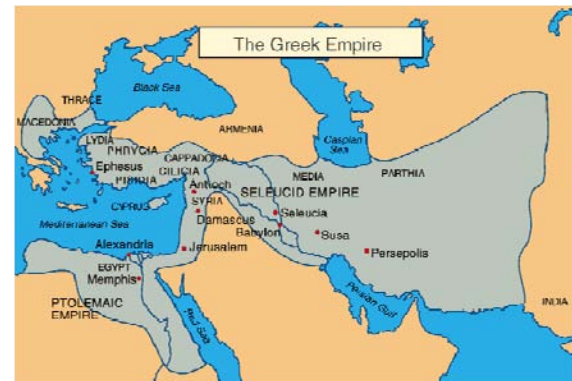 The Greek Empire
Black Sea
THRACE
MACEDONIA
ARMENIA
Caspian
Sea
LYDIA
PHRYGIA
CAPPADOCIA
Ephesus
CILICIA
PISIDIA
MEDIA
PARTHIA
Antioch
SELEUCID EMPIRE
SYRIA
CYPRUS
Seleucia
Damascus
Mediterranean Sea
Babylon
Susa
Alexandria
Jerusalem
Persepolis
EGYPT
Memphis
PTOLEMAIC
EMPIRE
Red Sea
Persian Gulf
INDIA